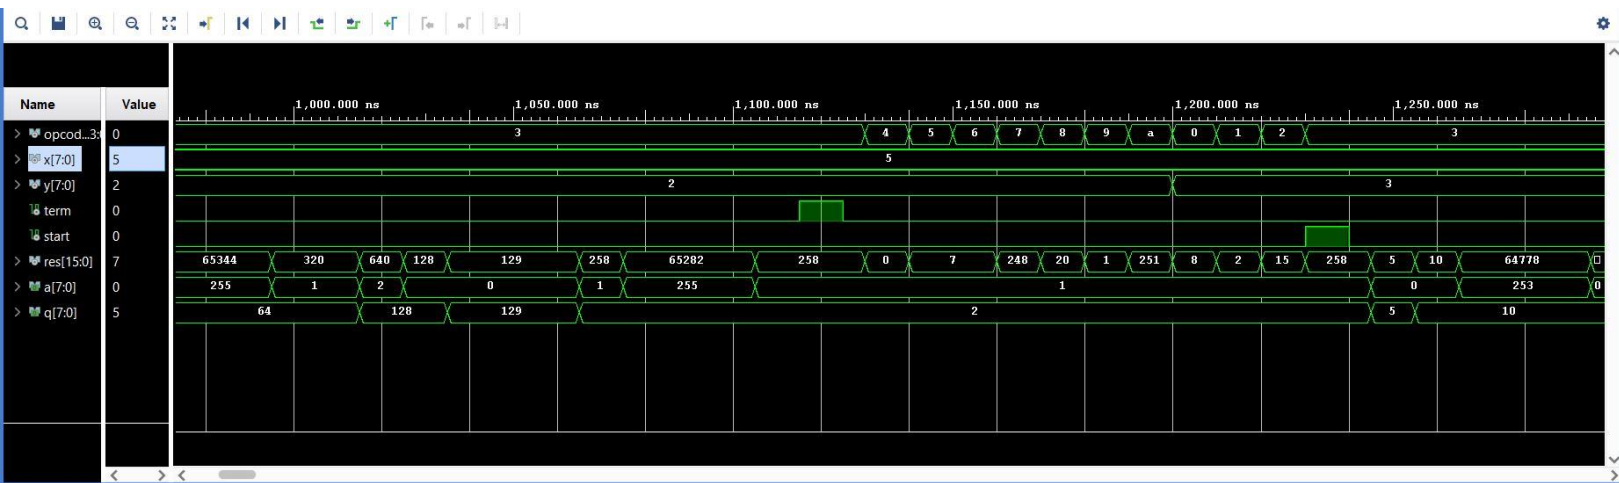 Name Value 1,000.000 ns 1,050.000 ns 1,100.000 ns 1,150.000 ns 1,200.000 ns 1,250.000 ns
opcod...3:0 0 3 4 5 6 7 8 9 a 0 1 2 3
x[7:0] 5 5
y[7:0] 2 2 3
term 0
start 0
res[15:0] 7 65344 320 640 128 129 258 65282 258 0 7 248 20 1 251 8 2 15 258 5 10 64778
a[7:0] 0 255 1 2 0 1 255 1 0 253 0
q[7:0] 5 64 128 129 2 5 10